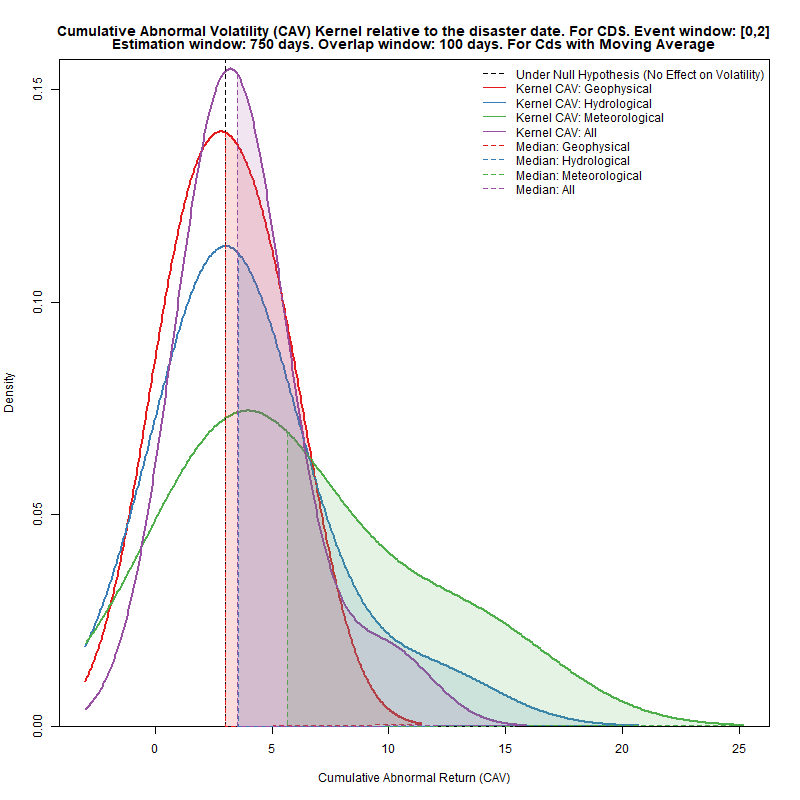 Cumulative Abnormal Volatility (CAV) Kernel relative to the disaster date. For CDS. Event window: [0,2]
Estimation window: 750 days. Overlap window: 100 days. For Cds with Moving Average
Under Null Hypothesis (No Effect on Volatility)
Kernel CAV: Geophysical
Kernel CAV: Hydrological
Kernel CAV: Meteorological
Kernel CAV: All
Median: Geophysical
Median: Hydrological
Median: Meteorological
Median: All
0.15
0.10
0.05
0.00
Density
0 5 10 15 20 25
Cumulative Abnormal Return (CAV)